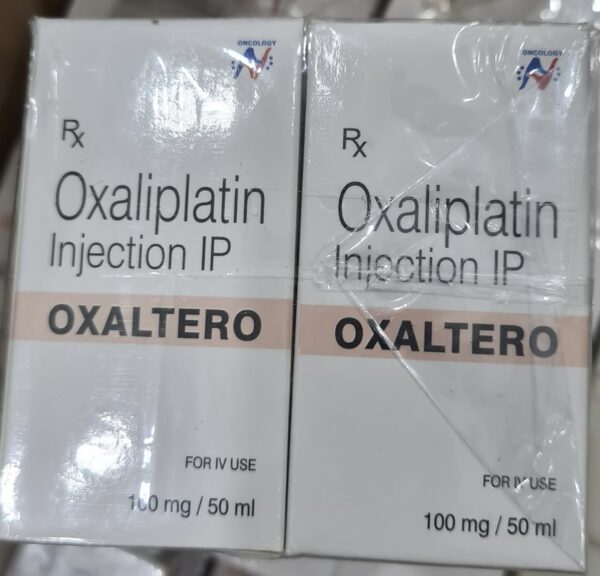 ONCOLOGY
Rx
Oxaliplatin
Injection IP
OXALTERO
FOR IV USE
100 mg / 50 ml
ONCOLOGY
Rx
Oxaliplatin
Injection IP
OXALTERO
FOR IV USE
100 mg / 50 ml